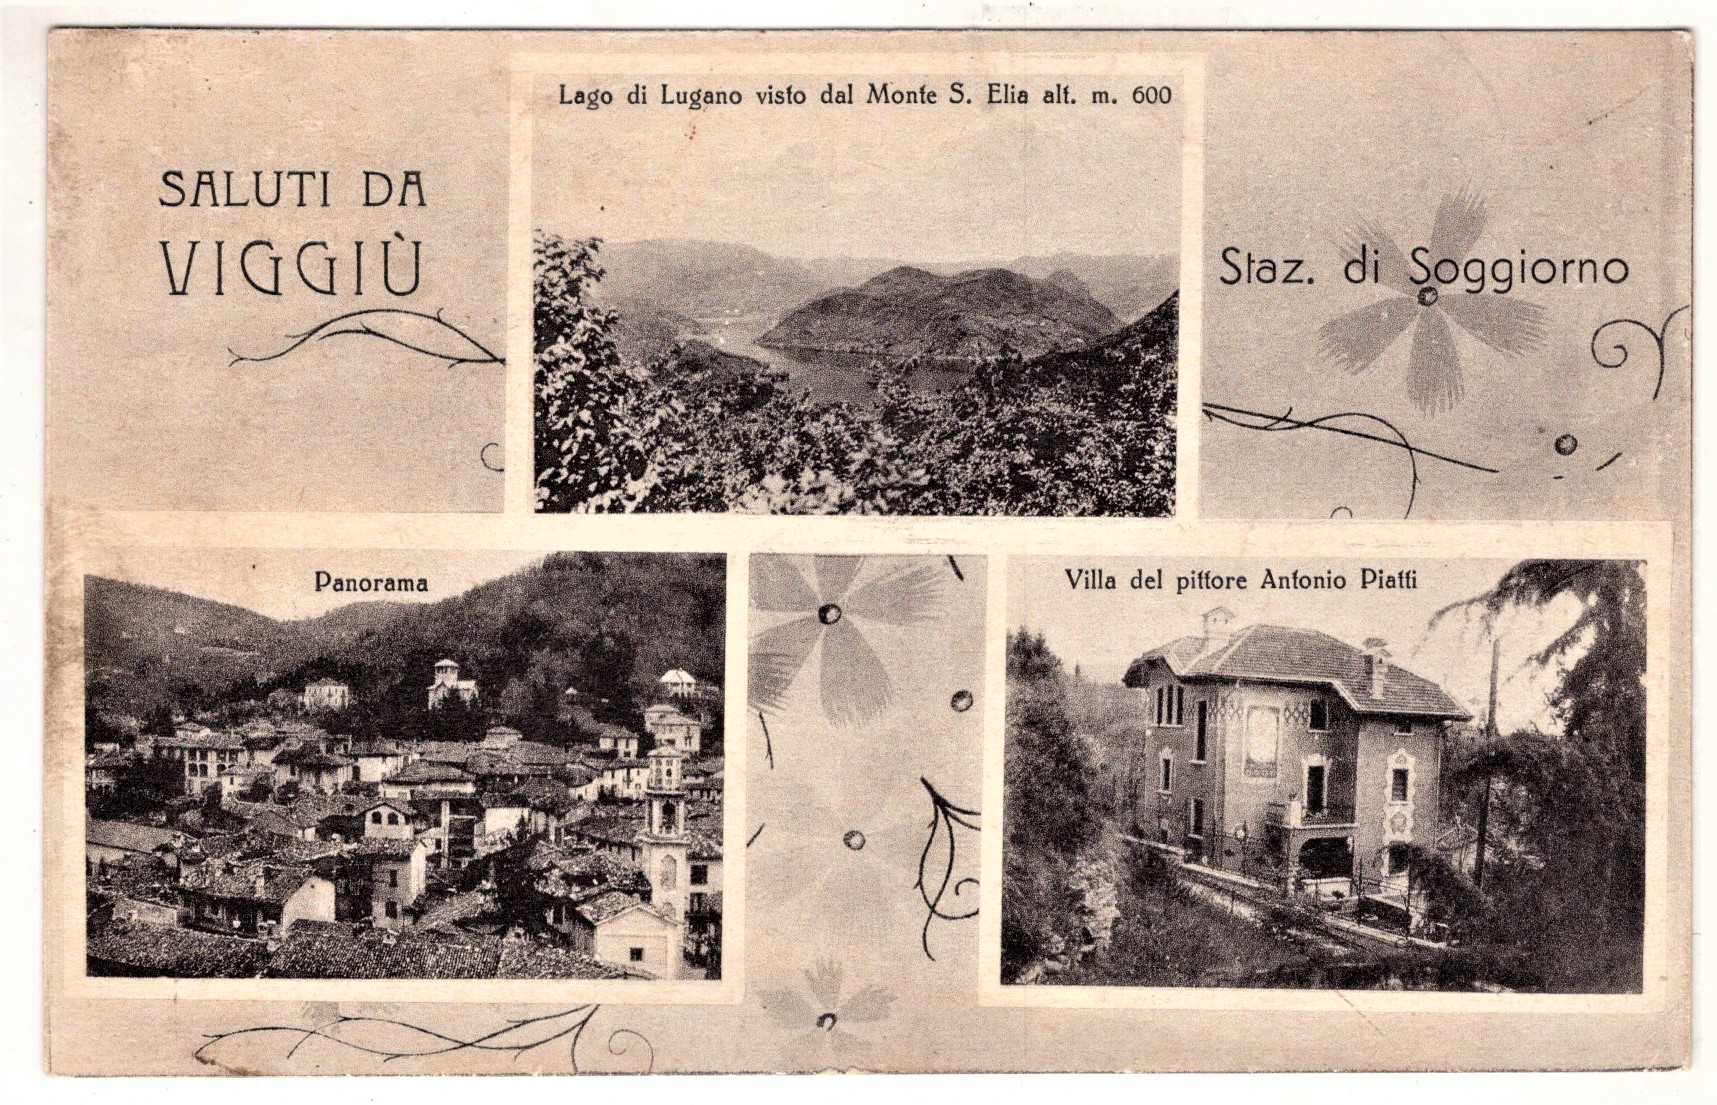 Lago di Lugano visto dal Monte S. Elia alt. m. 600
SALUTI DA
VIGGIÙ
Staz. di Soggiorno
Panorama
Villa del pittore Antonio Piatti